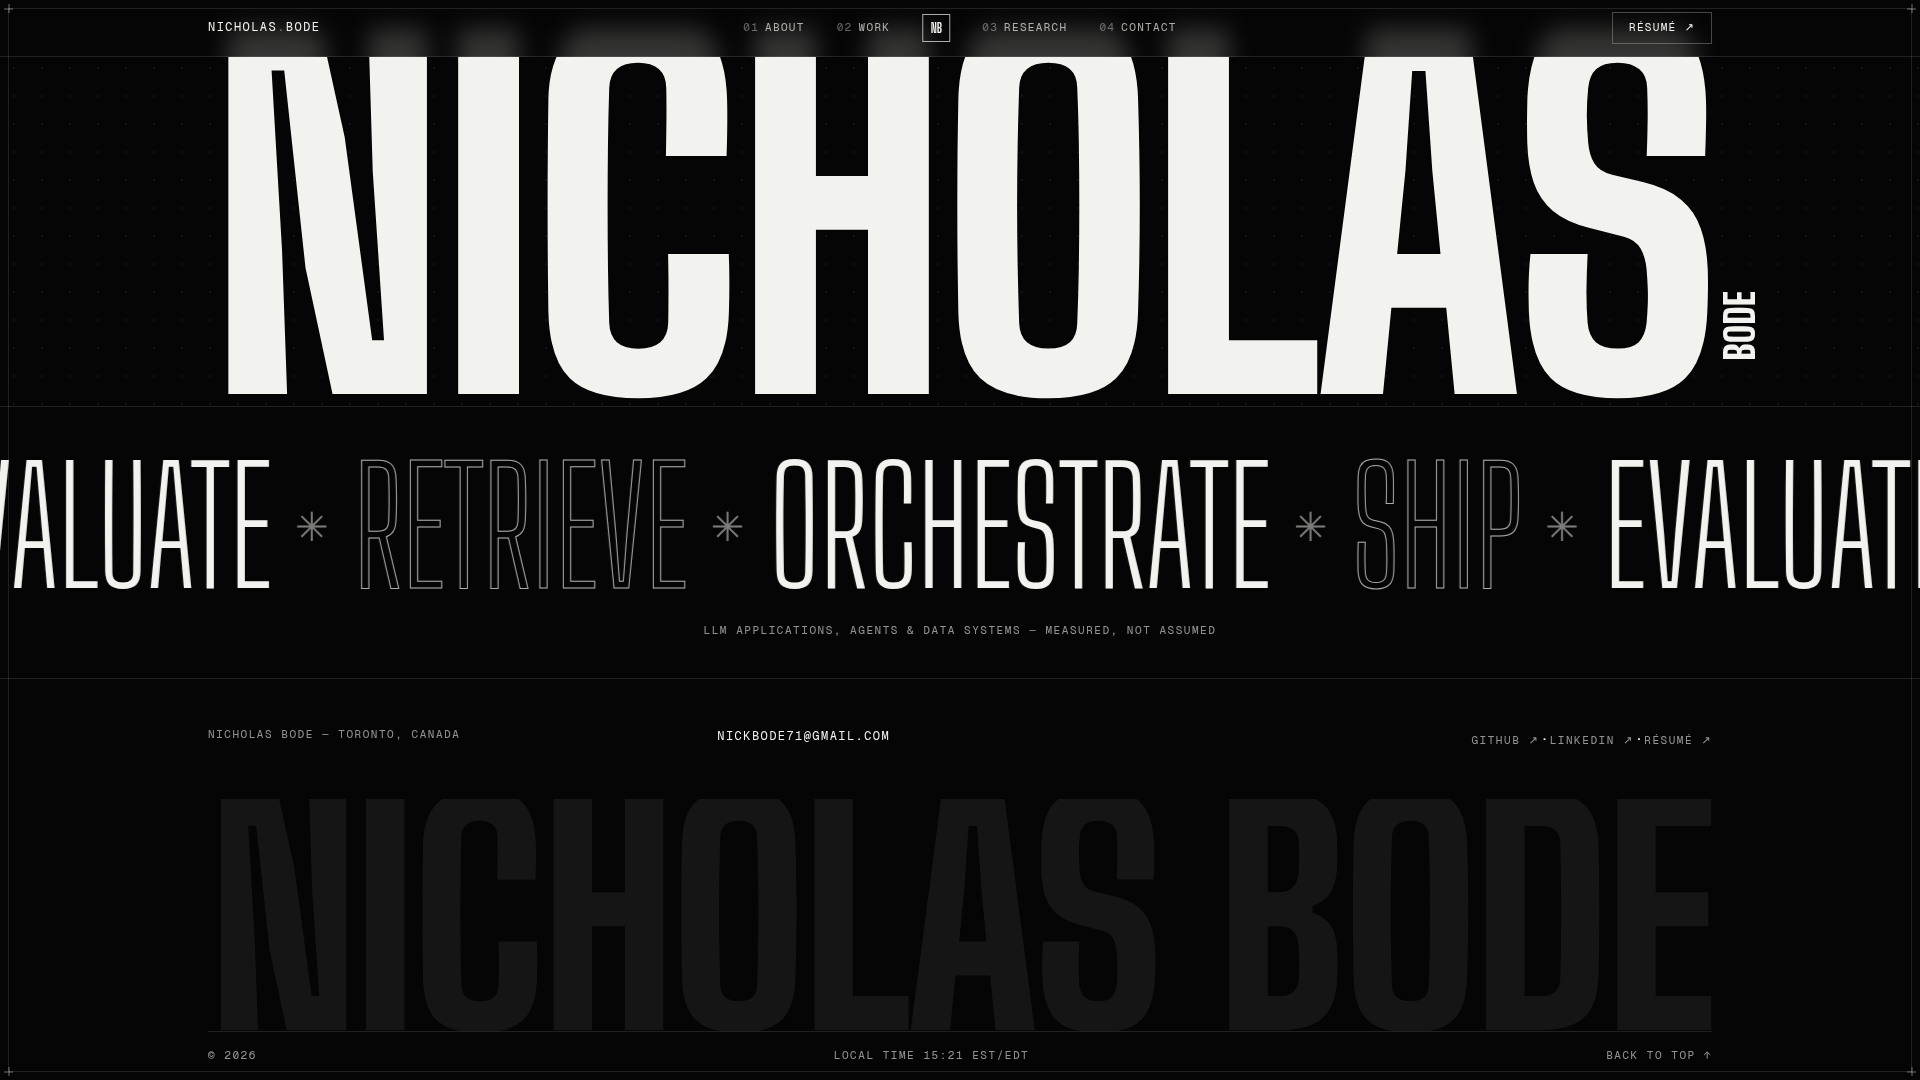 NICHOLAS.BODE
01 ABOUT
02 WORK
NB
03 RESEARCH
04 CONTACT
RÉSUMÉ ↗
NICHOLAS
BODE
VALUATE ✳ RETRIEVE ✳ ORCHESTRATE ✳ SHIP ✳ EVALUATE
LLM APPLICATIONS, AGENTS & DATA SYSTEMS — MEASURED, NOT ASSUMED
NICHOLAS BODE — TORONTO, CANADA
NICKBODE71@GMAIL.COM
GITHUB ↗·LINKEDIN ↗·RÉSUMÉ ↗
NICHOLAS BODE
© 2026
LOCAL TIME 15:21 EST/EDT
BACK TO TOP ↑